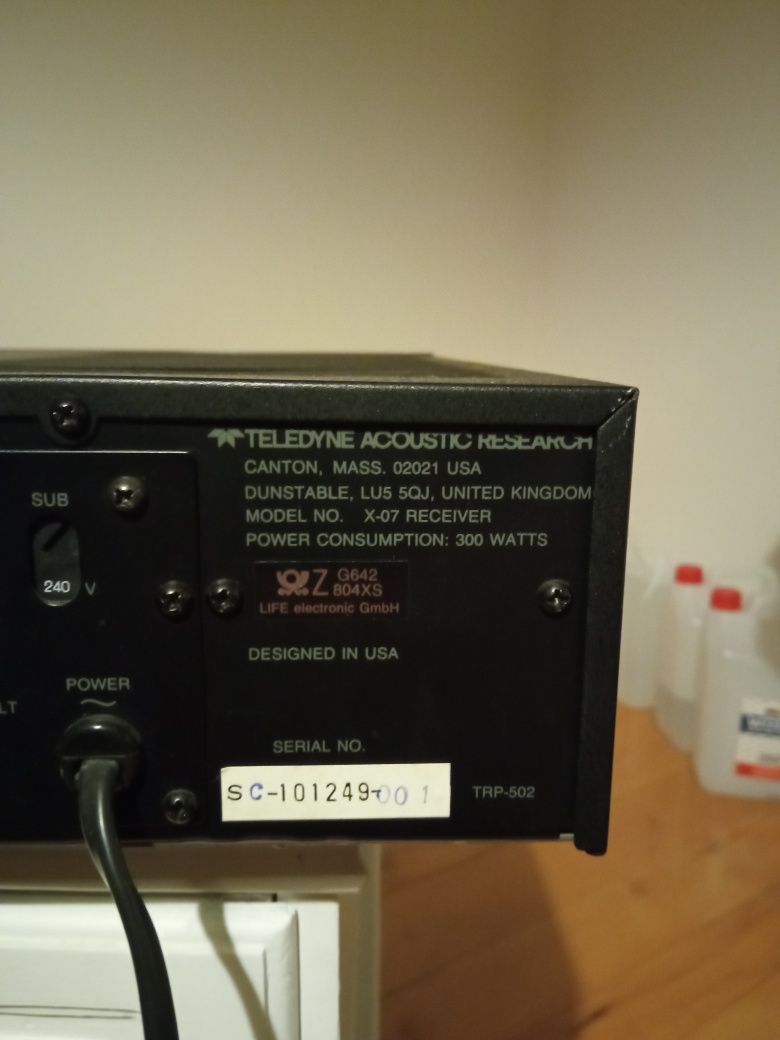 TELEDYNE ACOUSTIC RESEARCH
CANTON, MASS. 02021 USA
DUNSTABLE, LU5 5QJ, UNITED KINGDOM
MODEL NO. X-07 RECEIVER
POWER CONSUMPTION: 300 WATTS
SUB
240 V
Z G642
804XS
LIFE electronic GmbH
DESIGNED IN USA
POWER
LT
SERIAL NO.
SC-101249-001
TRP-502